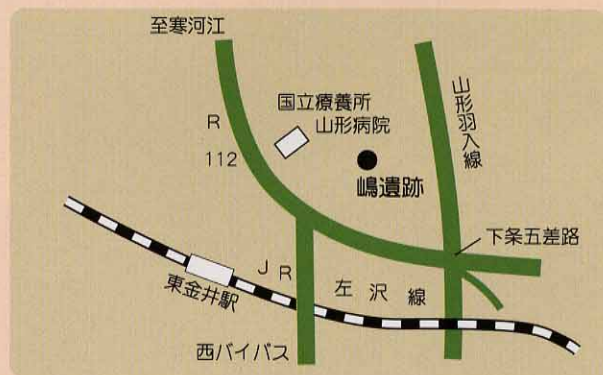 至寒河江
国立療養所
山形病院
R
112
嶋遺跡
山形羽入線
下条五差路
JR
左沢線
東金井駅
西バイパス